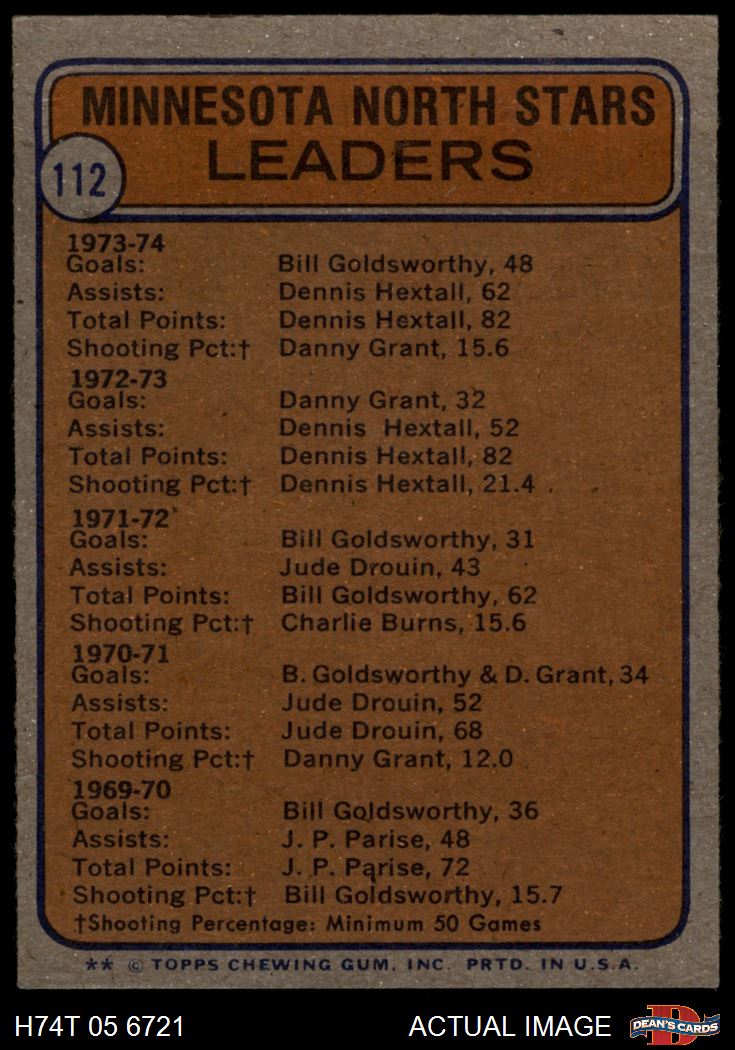 MINNESOTA NORTH STARS
LEADERS
112
1973-74
Goals: Bill Goldsworthy, 48
Assists: Dennis Hextall, 62
Total Points: Dennis Hextall, 82
Shooting Pct:† Danny Grant, 15.6
1972-73
Goals: Danny Grant, 32
Assists: Dennis Hextall, 52
Total Points: Dennis Hextall, 82
Shooting Pct:† Dennis Hextall, 21.4
1971-72
Goals: Bill Goldsworthy, 31
Assists: Jude Drouin, 43
Total Points: Bill Goldsworthy, 62
Shooting Pct:† Charlie Burns, 15.6
1970-71
Goals: B. Goldsworthy & D. Grant, 34
Assists: Jude Drouin, 52
Total Points: Jude Drouin, 68
Shooting Pct:† Danny Grant, 12.0
1969-70
Goals: Bill Goldsworthy, 36
Assists: J. P. Parise, 48
Total Points: J. P. Parise, 72
Shooting Pct:† Bill Goldsworthy, 15.7
†Shooting Percentage: Minimum 50 Games
** © TOPPS CHEWING GUM, INC. PRTD. IN U.S.A.
H74T 05 6721 ACTUAL IMAGE D DEAN'S CARDS